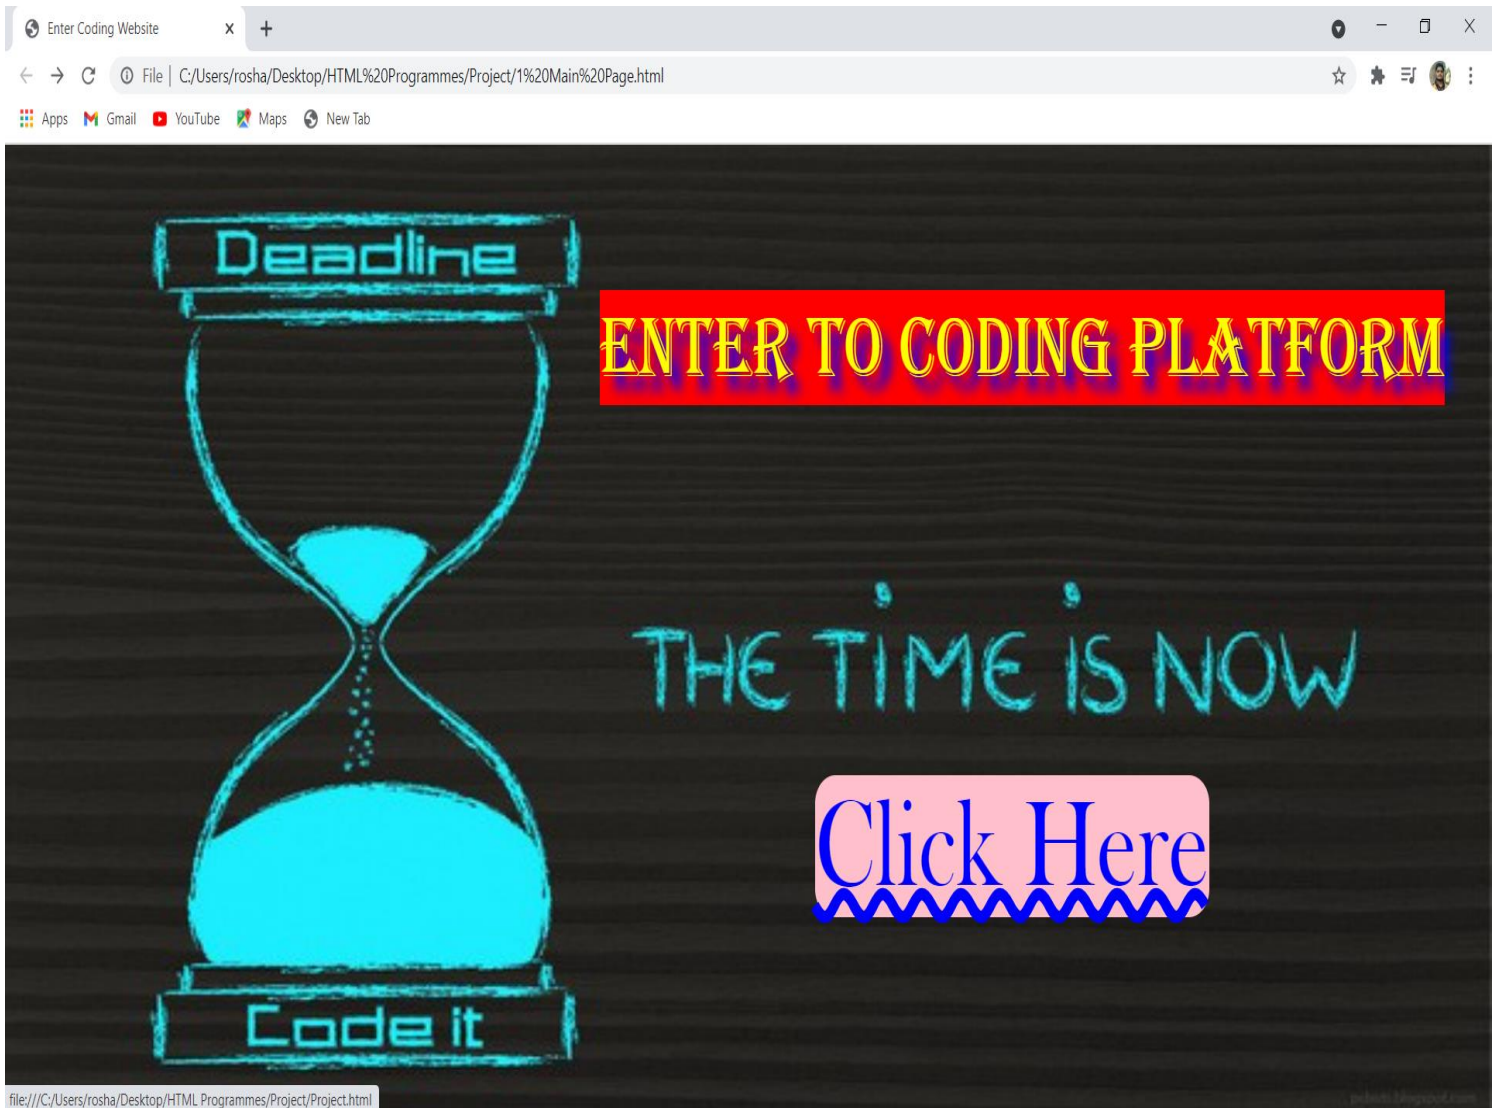 Enter Coding Website
File | C:/Users/rosha/Desktop/HTML%20Programmes/Project/1%20Main%20Page.html
Apps Gmail YouTube Maps New Tab
Deadline
ENTER TO CODING PLATFORM
THE TiME iS NOW
Click Here
Code it
file:///C:/Users/rosha/Desktop/HTML Programmes/Project/Project.html